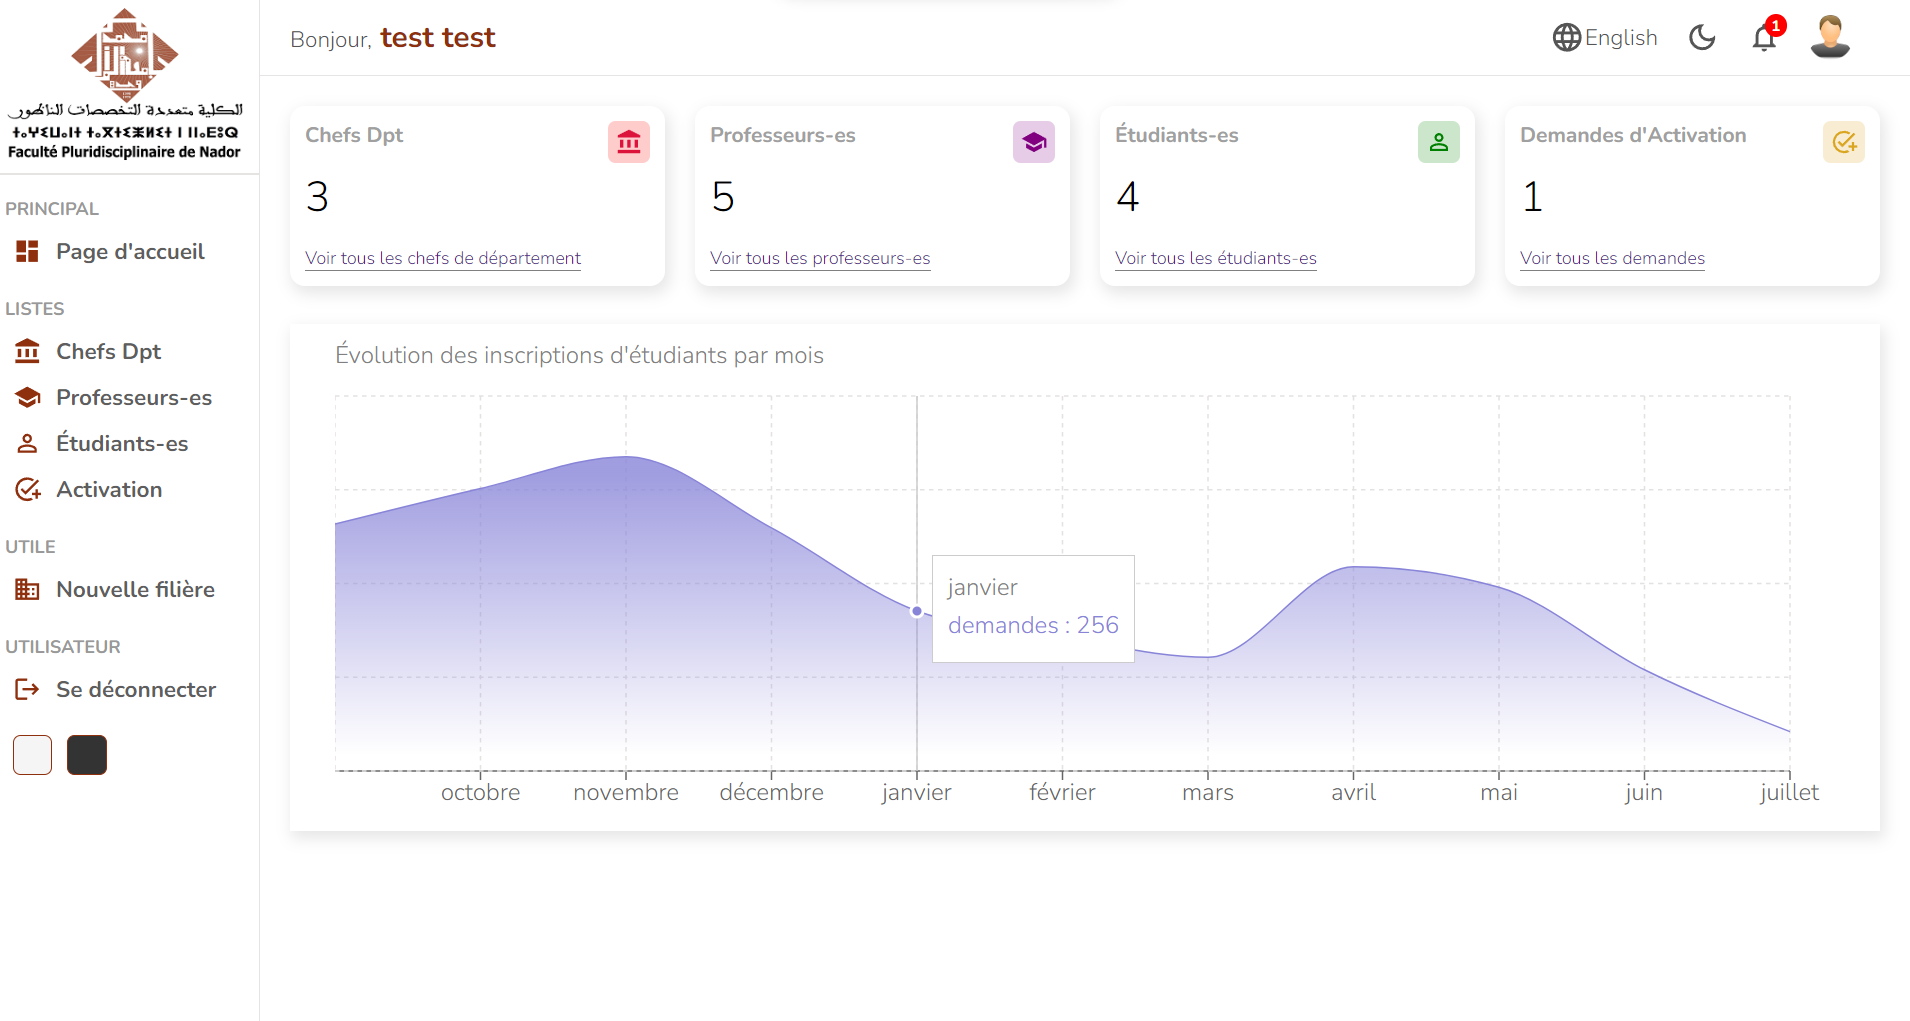 الكلية متعددة التخصصات الناظور
ⵜⴰⵖⵉⵡⴰⵏⵜ ⵜⴰⴳⵜⵉⵣⵍⵉⵜ ⵏ ⵏⵏⴰⴹⵓⵕ
Faculté Pluridisciplinaire de Nador
PRINCIPAL
Page d'accueil
LISTES
Chefs Dpt
Professeurs-es
Étudiants-es
Activation
UTILE
Nouvelle filière
UTILISATEUR
Se déconnecter
Bonjour, test test
English
1
Chefs Dpt
3
Voir tous les chefs de département
Professeurs-es
5
Voir tous les professeurs-es
Étudiants-es
4
Voir tous les étudiants-es
Demandes d'Activation
1
Voir tous les demandes
Évolution des inscriptions d'étudiants par mois
janvier
demandes : 256
octobre novembre décembre janvier février mars avril mai juin juillet